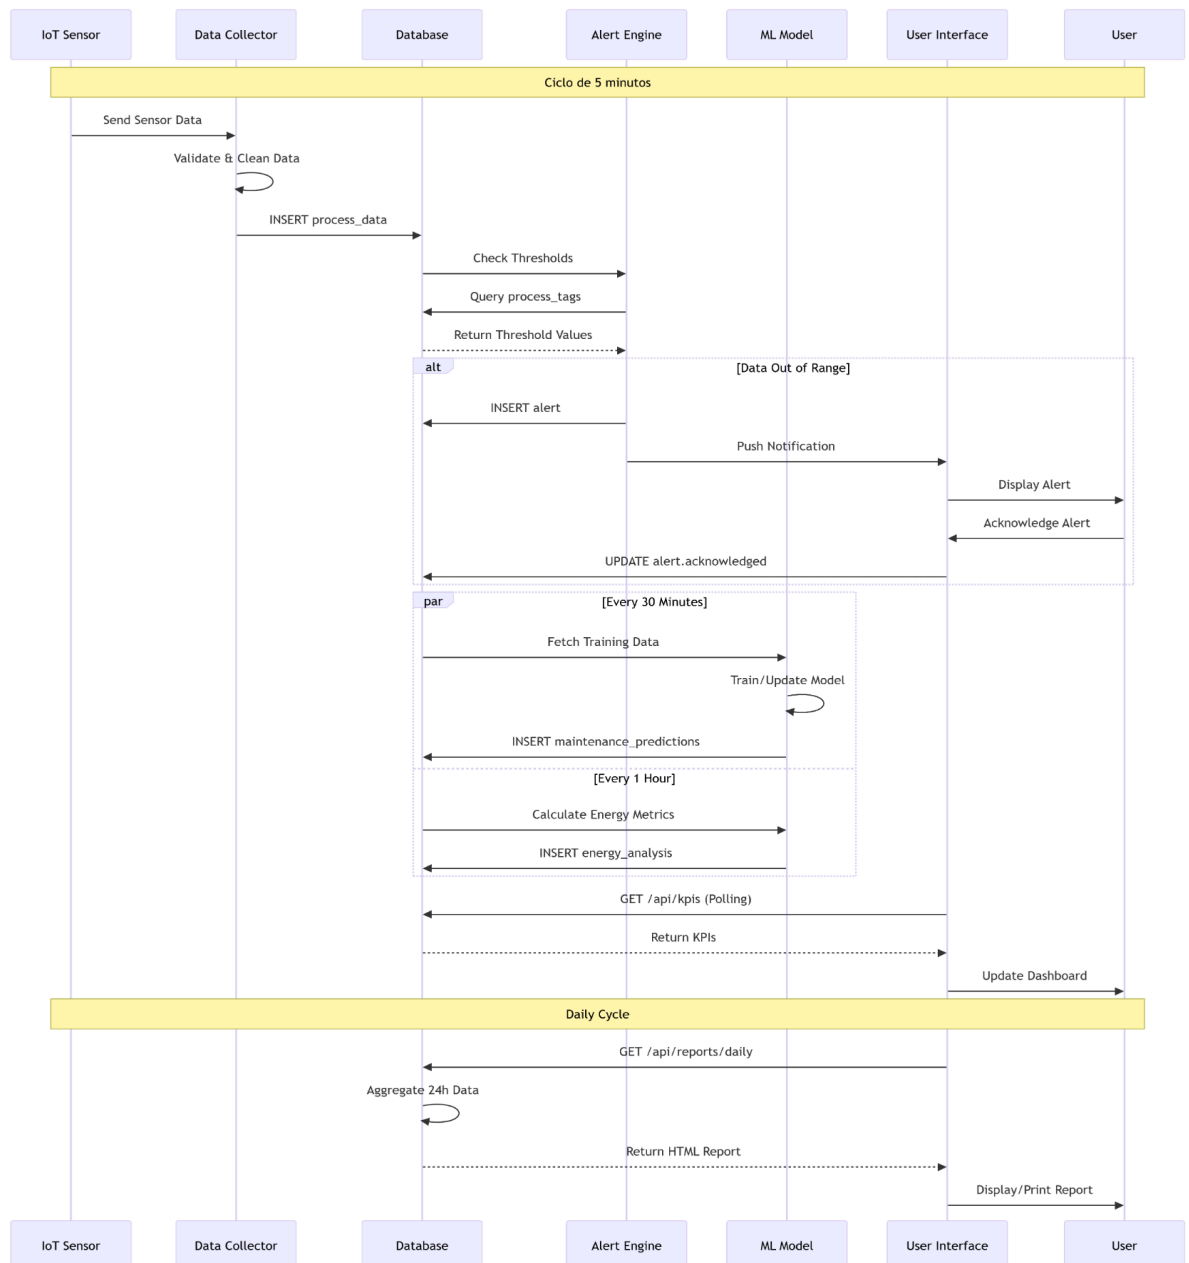 IoT Sensor
Data Collector
Database
Alert Engine
ML Model
User Interface
User
Ciclo de 5 minutos
Send Sensor Data
Validate & Clean Data
INSERT process_data
Check Thresholds
Query process_tags
Return Threshold Values
alt
[Data Out of Range]
INSERT alert
Push Notification
Display Alert
Acknowledge Alert
UPDATE alert.acknowledged
par
[Every 30 Minutes]
Fetch Training Data
Train/Update Model
INSERT maintenance_predictions
[Every 1 Hour]
Calculate Energy Metrics
INSERT energy_analysis
GET /api/kpis (Polling)
Return KPIs
Update Dashboard
Daily Cycle
GET /api/reports/daily
Aggregate 24h Data
Return HTML Report
Display/Print Report
IoT Sensor
Data Collector
Database
Alert Engine
ML Model
User Interface
User